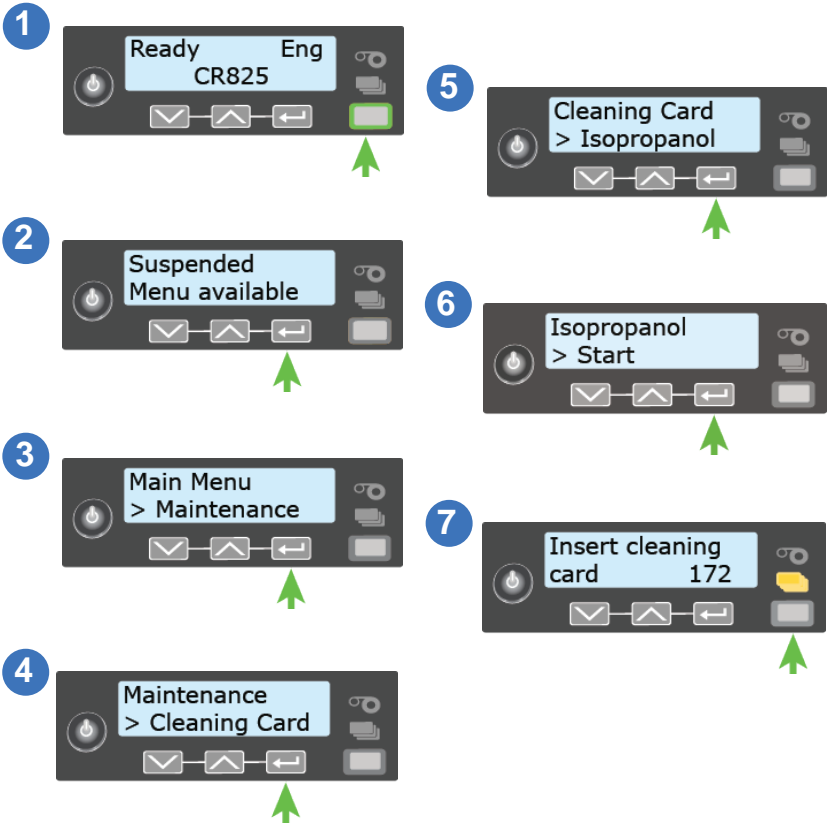 1
Ready Eng
CR825
2
Suspended
Menu available
3
Main Menu
> Maintenance
4
Maintenance
> Cleaning Card
5
Cleaning Card
> Isopropanol
6
Isopropanol
> Start
7
Insert cleaning
card 172